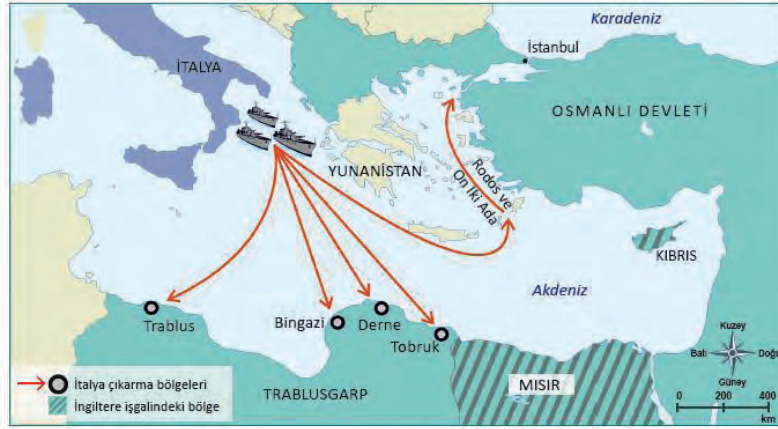 Karadeniz
İstanbul
İTALYA
OSMANLI DEVLETİ
YUNANİSTAN
Rodos ve
On İki Ada
KIBRIS
Akdeniz
Trablus
Bingazi
Derne
Tobruk
TRABLUSGARP
MISIR
Kuzey
Batı
Doğu
Güney
0 200 400
km
İtalya çıkarma bölgeleri
İngiltere işgalindeki bölge